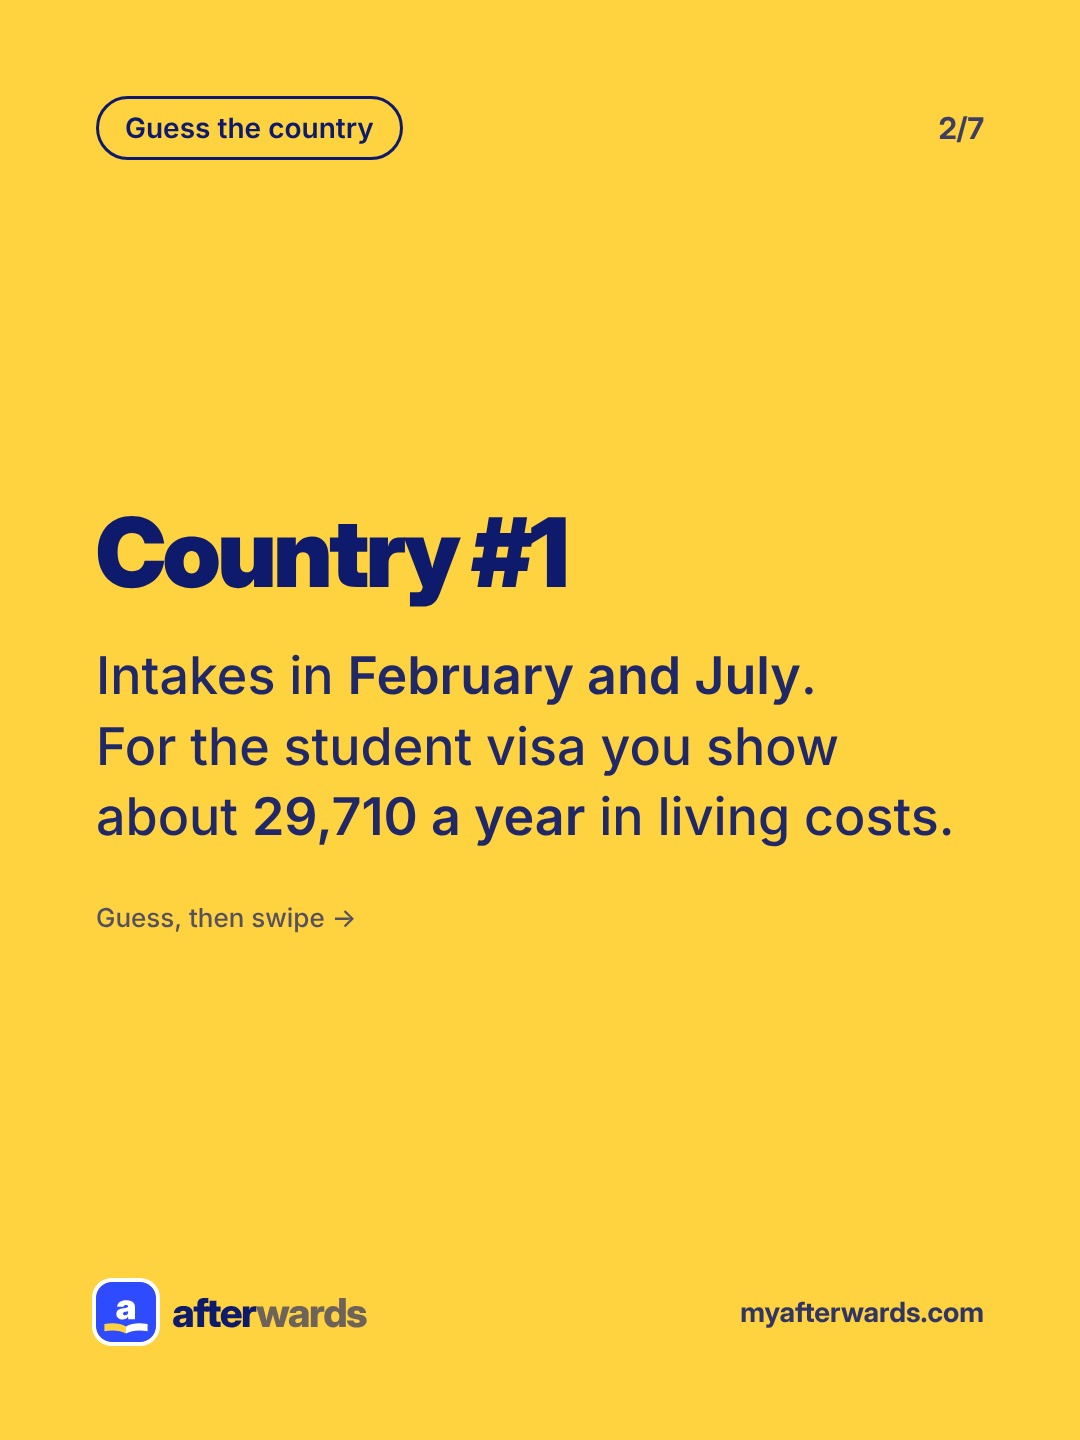 Guess the country
2/7
Country #1
Intakes in February and July.
For the student visa you show
about 29,710 a year in living costs.
Guess, then swipe →
a
afterwards
myafterwards.com